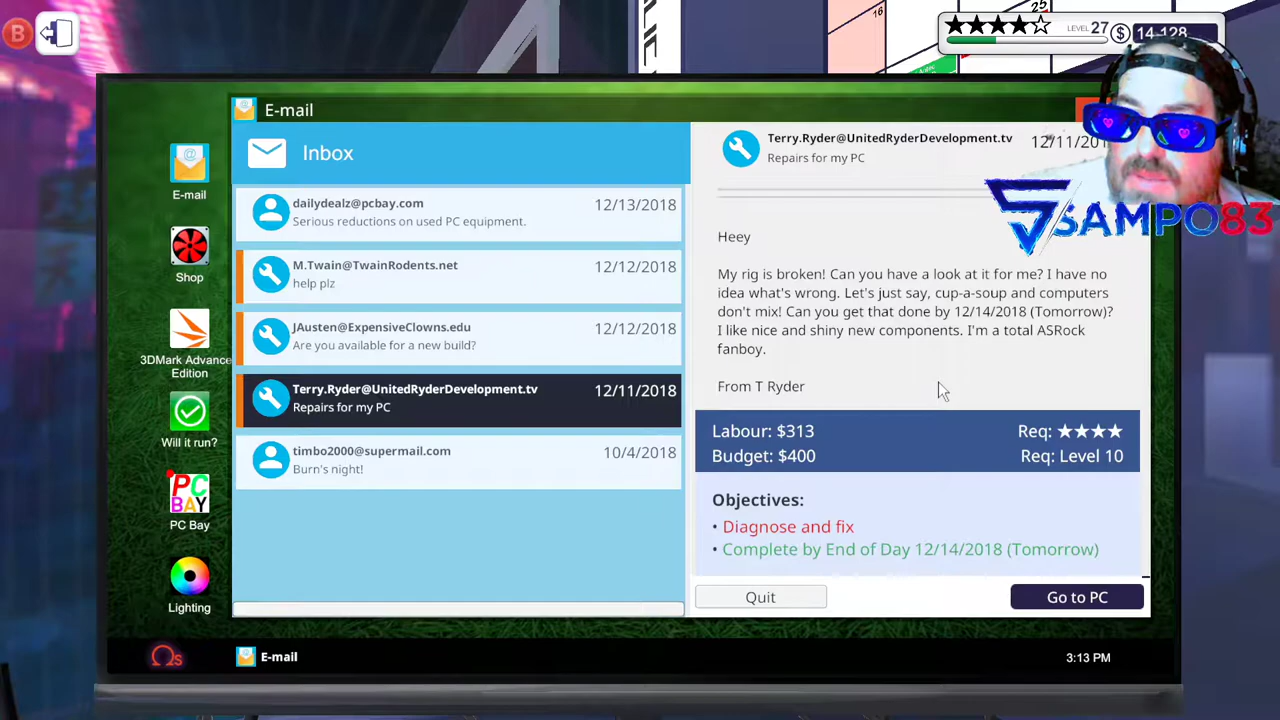 B
16
25
LEVEL 27
$ 14,128
E-mail
Inbox
dailydealz@pcbay.com 12/13/2018
Serious reductions on used PC equipment.
M.Twain@TwainRodents.net 12/12/2018
help plz
JAusten@ExpensiveClowns.edu 12/12/2018
Are you available for a new build?
Terry.Ryder@UnitedRyderDevelopment.tv 12/11/2018
Repairs for my PC
timbo2000@supermail.com 10/4/2018
Burn's night!
E-mail
Shop
3DMark Advance
Edition
Will it run?
PC
BAY
PC Bay
Lighting
Terry.Ryder@UnitedRyderDevelopment.tv
Repairs for my PC
SAMPO83
Heey
My rig is broken! Can you have a look at it for me? I have no
idea what's wrong. Let's just say, cup-a-soup and computers
don't mix! Can you get that done by 12/14/2018 (Tomorrow)?
I like nice and shiny new components. I'm a total ASRock
fanboy.
From T Ryder
Labour: $313 Req: ★★★★
Budget: $400 Req: Level 10
Objectives:
• Diagnose and fix
• Complete by End of Day 12/14/2018 (Tomorrow)
Quit
Go to PC
Ωs
E-mail
3:13 PM